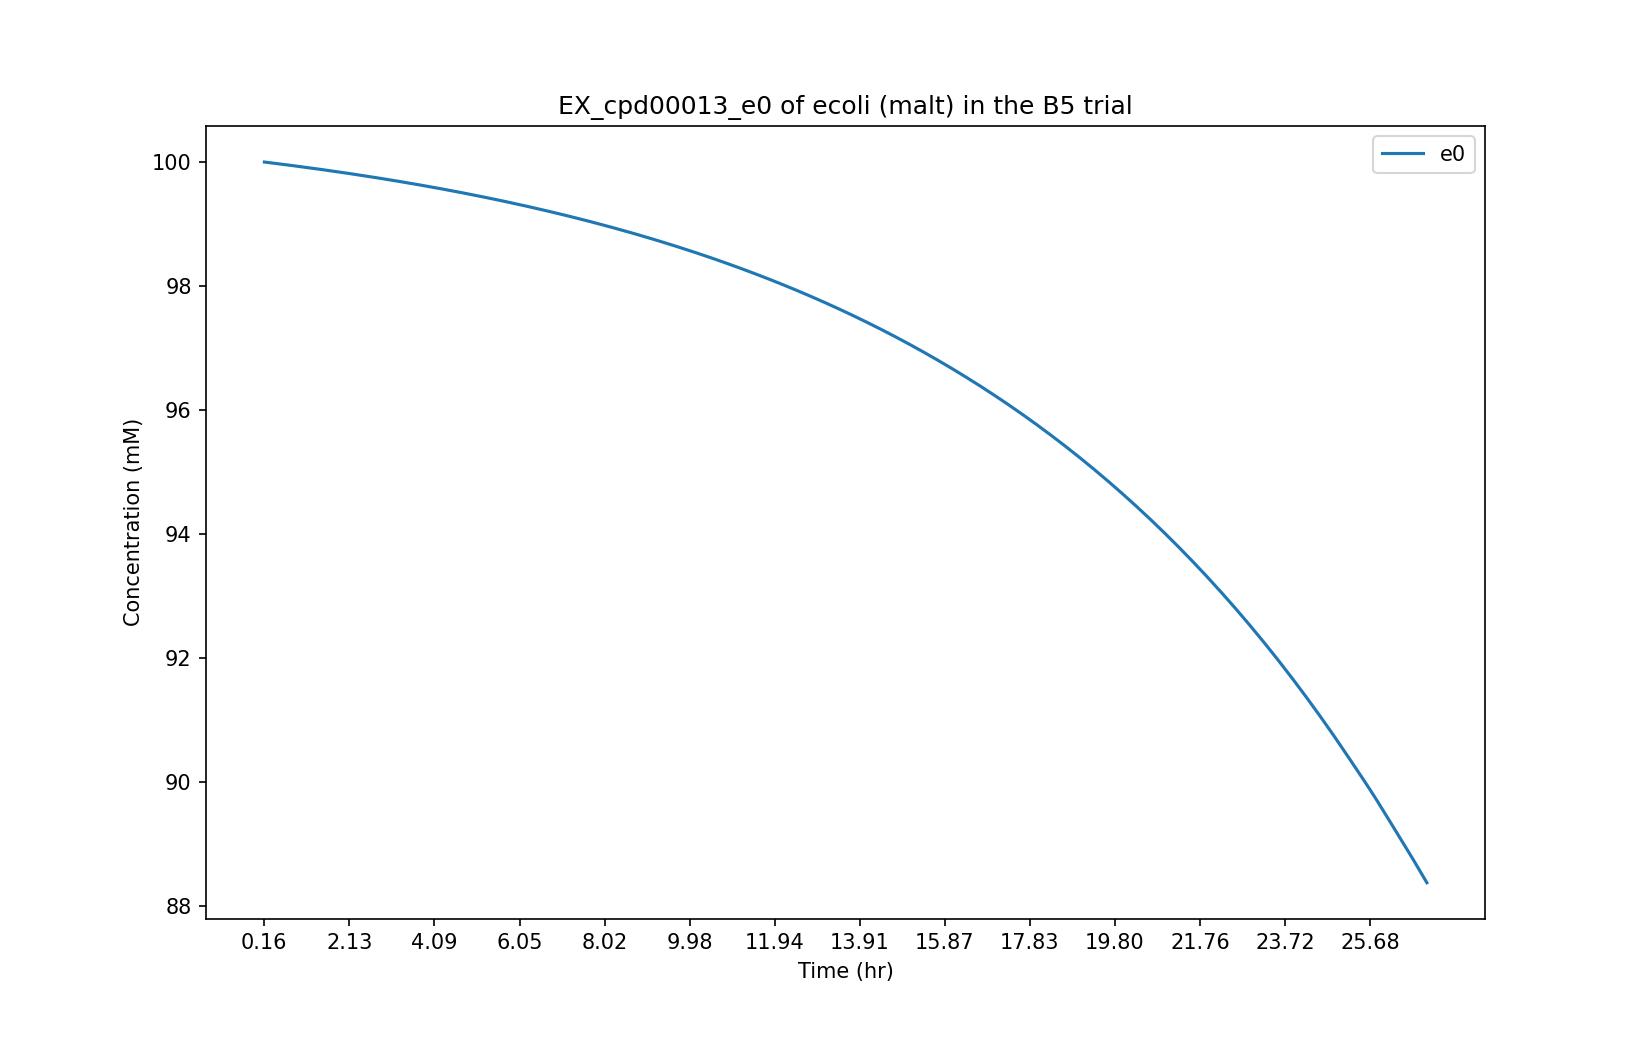 EX_cpd00013_e0 of ecoli (malt) in the B5 trial
e0
100
98
96
94
92
90
88
Concentration (mM)
0.16 2.13 4.09 6.05 8.02 9.98 11.94 13.91 15.87 17.83 19.80 21.76 23.72 25.68
Time (hr)